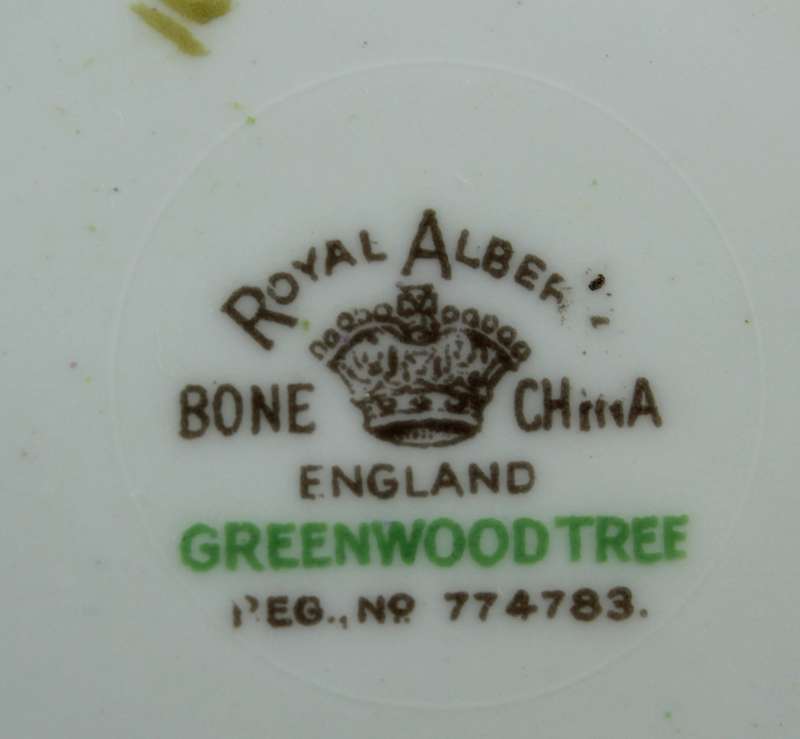 ROYAL ALBERT
BONE CHINA
ENGLAND
GREENWOOD TREE
REG., No 774783.